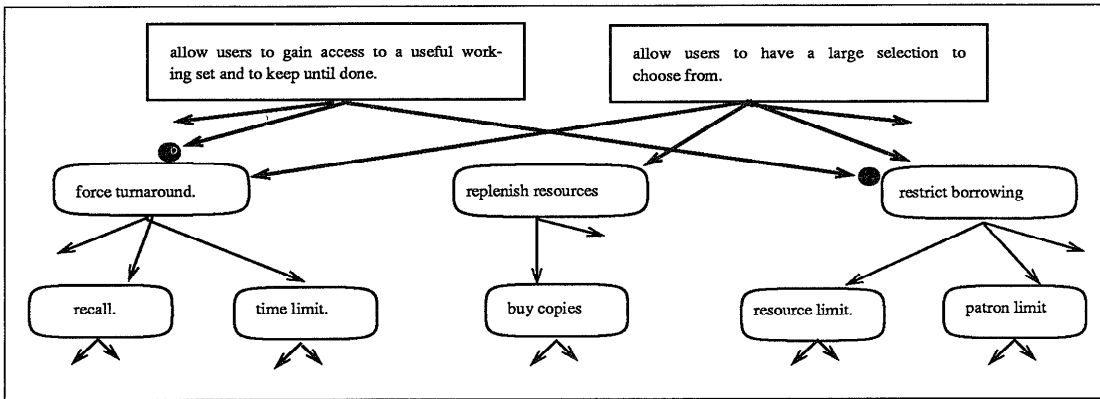 allow users to gain access to a useful work-
ing set and to keep until done.
allow users to have a large selection to
choose from.
force turnaround.
replenish resources
restrict borrowing
recall.
time limit.
buy copies
resource limit.
patron limit